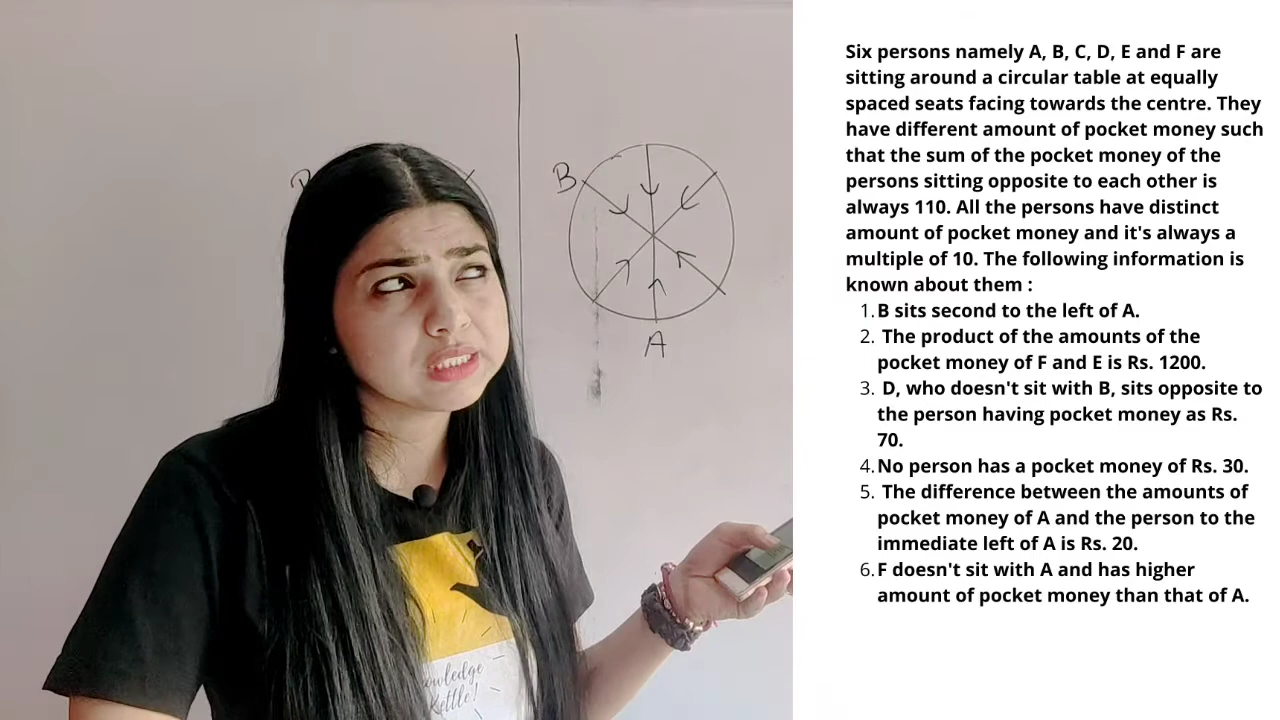 Six persons namely A, B, C, D, E and F are
sitting around a circular table at equally
spaced seats facing towards the centre. They
have different amount of pocket money such
that the sum of the pocket money of the
persons sitting opposite to each other is
always 110. All the persons have distinct
amount of pocket money and it's always a
multiple of 10. The following information is
known about them :
1. B sits second to the left of A.
2. The product of the amounts of the
pocket money of F and E is Rs. 1200.
3. D, who doesn't sit with B, sits opposite to
the person having pocket money as Rs.
70.
4. No person has a pocket money of Rs. 30.
5. The difference between the amounts of
pocket money of A and the person to the
immediate left of A is Rs. 20.
6. F doesn't sit with A and has higher
amount of pocket money than that of A.
B
A
Kettle!